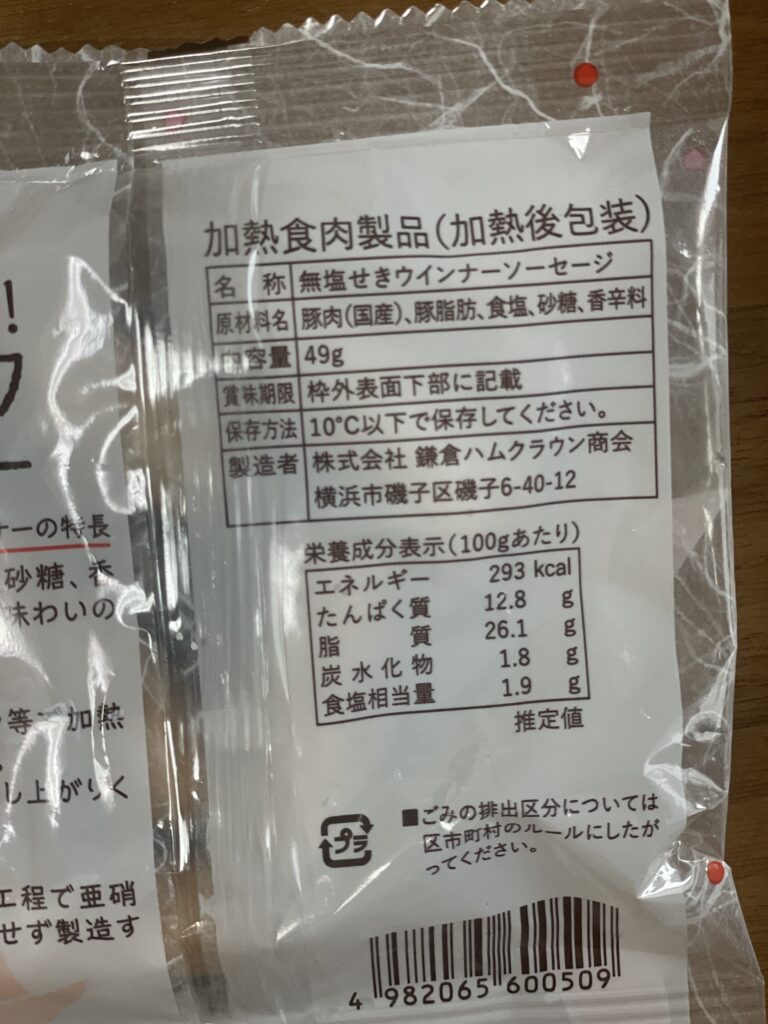 !
ナーの特長
砂糖、香
味わいの
等で加熱
し上がりく
工程で亜硝
せず製造す
加熱食肉製品(加熱後包装)
名 称 無塩せきウインナーソーセージ
原材料名 豚肉(国産)、豚脂肪、食塩、砂糖、香辛料
内容量 49g
賞味期限 枠外表面下部に記載
保存方法 10℃以下で保存してください。
製造者 株式会社 鎌倉ハムクラウン商会
横浜市磯子区磯子6-40-12
栄養成分表示(100gあたり)
エネルギー 293 kcal
たんぱく質 12.8 g
脂 質 26.1 g
炭水化物 1.8 g
食塩相当量 1.9 g
推定値
プラ
■ごみの排出区分については
区市町村のルールにしたが
ってください。
4 982065 600509